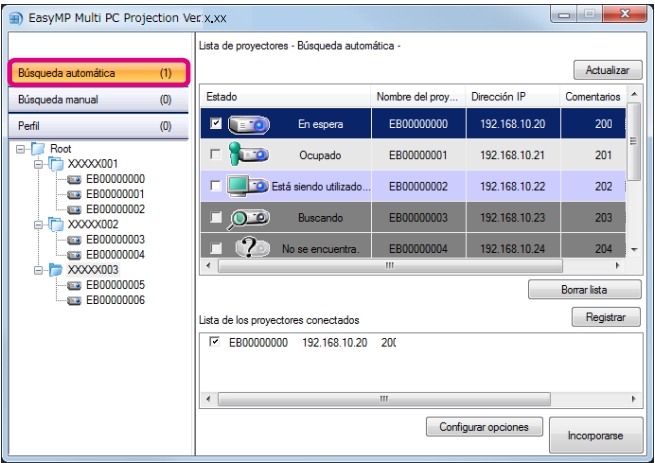 EasyMP Multi PC Projection Ver. x.xx
Búsqueda automática (1)
Búsqueda manual (0)
Perfil (0)
Root
XXXXX001
EB00000000
EB00000001
EB00000002
XXXXX002
EB00000003
EB00000004
XXXXX003
EB00000005
EB00000006
Lista de proyectores - Búsqueda automática -
Actualizar
Estado Nombre del proy... Dirección IP Comentarios
En espera EB00000000 192.168.10.20 200
Ocupado EB00000001 192.168.10.21 201
Está siendo utilizado... EB00000002 192.168.10.22 202
Buscando EB00000003 192.168.10.23 203
No se encuentra. EB00000004 192.168.10.24 204
Borrar lista
Lista de los proyectores conectados
Registrar
EB00000000 192.168.10.20 200
Configurar opciones
Incorporarse